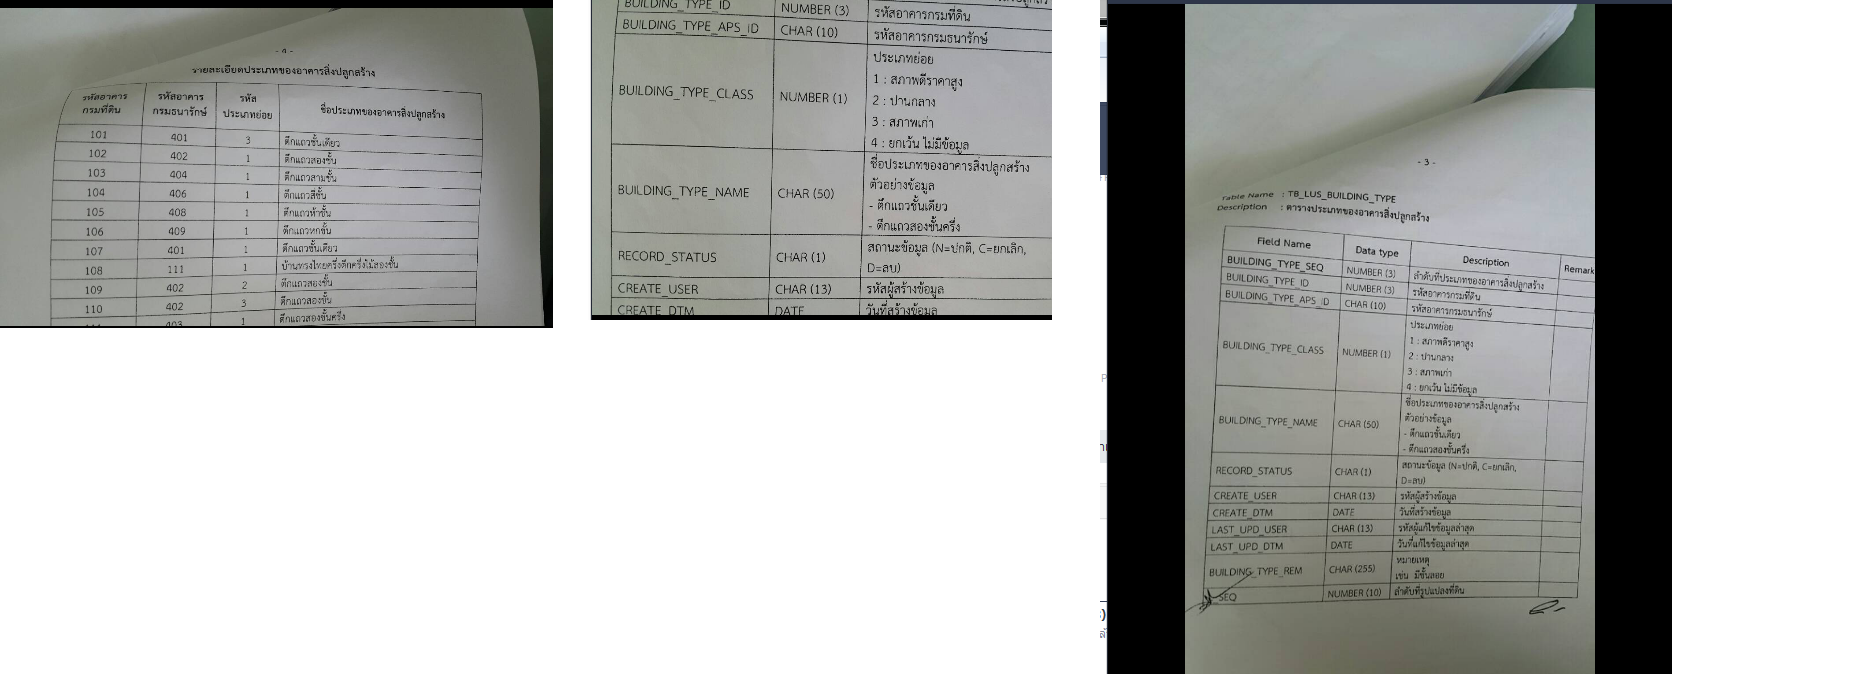 - 4 -
รายละเอียดประเภทของอาคารสิ่งปลูกสร้าง
รหัสอาคารกรมที่ดิน รหัสอาคารกรมธนารักษ์ รหัสประเภทย่อย ชื่อประเภทของอาคารสิ่งปลูกสร้าง
101 401 3 ตึกแถวชั้นเดียว
102 402 1 ตึกแถวสองชั้น
103 404 1 ตึกแถวสามชั้น
104 406 1 ตึกแถวสี่ชั้น
105 408 1 ตึกแถวห้าชั้น
106 409 1 ตึกแถวหกชั้น
107 401 1 ตึกแถวชั้นเดียว
108 111 1 บ้านทรงไทยครึ่งตึกครึ่งไม้สองชั้น
109 402 2 ตึกแถวสองชั้น
110 402 3 ตึกแถวสองชั้น
403 1 ตึกแถวสองชั้นครึ่ง
BUILDING_TYPE_ID NUMBER (3) รหัสอาคารกรมที่ดิน
BUILDING_TYPE_APS_ID CHAR (10) รหัสอาคารกรมธนารักษ์
BUILDING_TYPE_CLASS NUMBER (1) ประเภทย่อย
1 : สภาพดีราคาสูง
2 : ปานกลาง
3 : สภาพเก่า
4 : ยกเว้น ไม่มีข้อมูล
BUILDING_TYPE_NAME CHAR (50) ชื่อประเภทของอาคารสิ่งปลูกสร้าง
ตัวอย่างข้อมูล
- ตึกแถวชั้นเดียว
- ตึกแถวสองชั้นครึ่ง
RECORD_STATUS CHAR (1) สถานะข้อมูล (N=ปกติ, C=ยกเลิก,
D=ลบ)
CREATE_USER CHAR (13) รหัสผู้สร้างข้อมูล
CREATE_DTM DATE วันที่สร้างข้อมูล
- 3 -
Table Name : TB_LUS_BUILDING_TYPE
Description : ตารางประเภทของอาคารสิ่งปลูกสร้าง
Field Name Data type Description Remark
BUILDING_TYPE_SEQ NUMBER (3) ลำดับที่ประเภทของอาคารสิ่งปลูกสร้าง
BUILDING_TYPE_ID NUMBER (3) รหัสอาคารกรมที่ดิน
BUILDING_TYPE_APS_ID CHAR (10) รหัสอาคารกรมธนารักษ์
BUILDING_TYPE_CLASS NUMBER (1) ประเภทย่อย
1 : สภาพดีราคาสูง
2 : ปานกลาง
3 : สภาพเก่า
4 : ยกเว้น ไม่มีข้อมูล
BUILDING_TYPE_NAME CHAR (50) ชื่อประเภทของอาคารสิ่งปลูกสร้าง
ตัวอย่างข้อมูล
- ตึกแถวชั้นเดียว
- ตึกแถวสองชั้นครึ่ง
RECORD_STATUS CHAR (1) สถานะข้อมูล (N=ปกติ, C=ยกเลิก,
D=ลบ)
CREATE_USER CHAR (13) รหัสผู้สร้างข้อมูล
CREATE_DTM DATE วันที่สร้างข้อมูล
LAST_UPD_USER CHAR (13) รหัสผู้แก้ไขข้อมูลล่าสุด
LAST_UPD_DTM DATE วันที่แก้ไขข้อมูลล่าสุด
BUILDING_TYPE_REM CHAR (255) หมายเหตุ
เช่น มีชั้นลอย
_SEQ NUMBER (10) ลำดับที่รูปแปลงที่ดิน